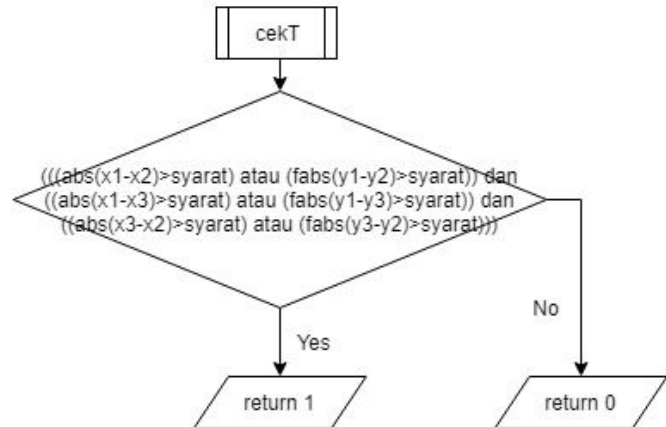 cekT
(((abs(x1-x2)>syarat) atau (fabs(y1-y2)>syarat)) dan
((abs(x1-x3)>syarat) atau (fabs(y1-y3)>syarat)) dan
((abs(x3-x2)>syarat) atau (fabs(y3-y2)>syarat)))
No
Yes
return 1
return 0